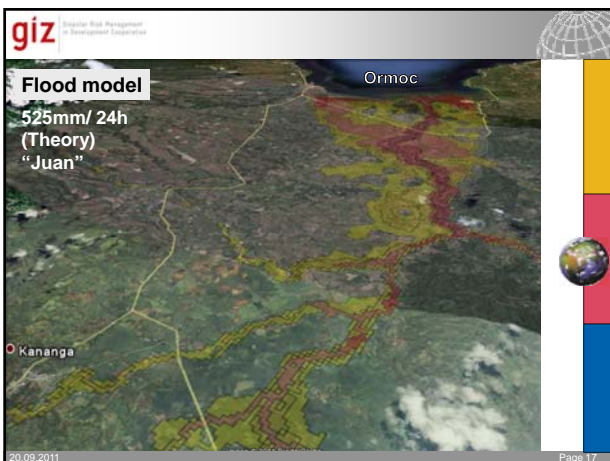 giz
Disaster Risk Management
in Development Cooperation
Flood model
525mm/ 24h
(Theory)
“Juan”
Ormoc
Kananga
20.09.2011
Page 17